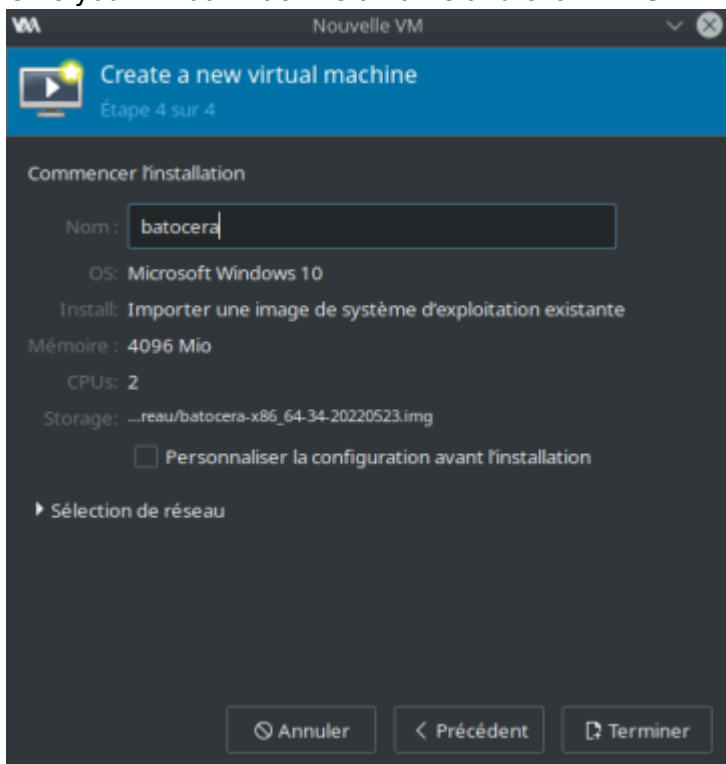 Nouvelle VM
Create a new virtual machine
Étape 4 sur 4
Commencer l'installation
Nom : batocera
OS: Microsoft Windows 10
Install: Importer une image de système d'exploitation existante
Mémoire : 4096 Mio
CPUs: 2
Storage: ...reau/batocera-x86_64-34-20220523.img
Personnaliser la configuration avant l'installation
Sélection de réseau
Annuler Précédent Terminer